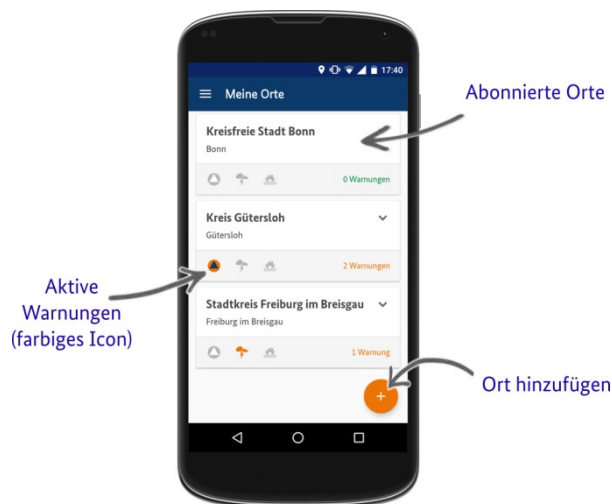 17:40
Meine Orte
Abonnierte Orte
Kreisfreie Stadt Bonn
Bonn
0 Warnungen
Kreis Gütersloh
Gütersloh
2 Warnungen
Aktive
Warnungen
(farbiges Icon)
Stadtkreis Freiburg im Breisgau
Freiburg im Breisgau
1 Warnung
Ort hinzufügen